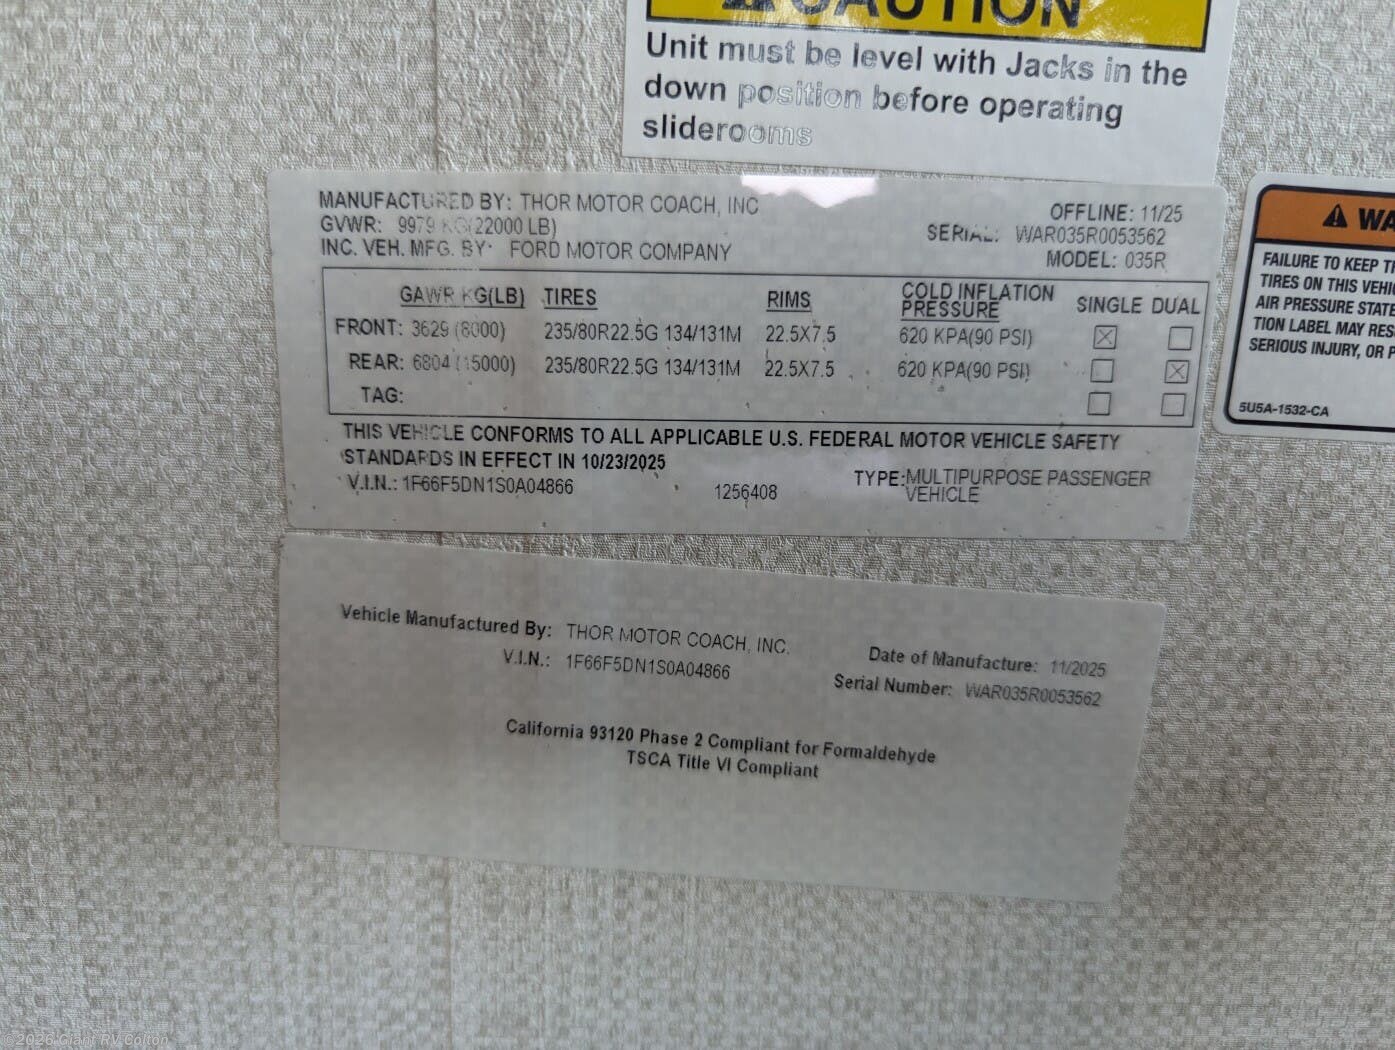 CAUTION
Unit must be level with Jacks in the
down position before operating
sliderooms
MANUFACTURED BY: THOR MOTOR COACH, INC
GVWR: 9979 KG(22000 LB)
INC. VEH. MFG. BY: FORD MOTOR COMPANY
OFFLINE: 11/25
SERIAL: WAR035R0053562
MODEL: 035R
GAWR KG(LB) TIRES RIMS COLD INFLATION PRESSURE SINGLE DUAL
FRONT: 3629 (8000) 235/80R22.5G 134/131M 22.5X7.5 620 KPA(90 PSI) ☒ ☐
REAR: 6804 (15000) 235/80R22.5G 134/131M 22.5X7.5 620 KPA(90 PSI) ☐ ☒
TAG: ☐ ☐
THIS VEHICLE CONFORMS TO ALL APPLICABLE U.S. FEDERAL MOTOR VEHICLE SAFETY
STANDARDS IN EFFECT IN 10/23/2025
V.I.N.: 1F66F5DN1S0A04866 1256408 TYPE: MULTIPURPOSE PASSENGER
VEHICLE
FAILURE TO KEEP
TIRES ON THIS
AIR PRESSURE
TION LABEL MAY
SERIOUS INJURY, OR
5U5A-1532-CA
Vehicle Manufactured By: THOR MOTOR COACH, INC.
V.I.N.: 1F66F5DN1S0A04866
Date of Manufacture: 11/2025
Serial Number: WAR035R0053562
California 93120 Phase 2 Compliant for Formaldehyde
TSCA Title VI Compliant
©2026 Giant RV Colton